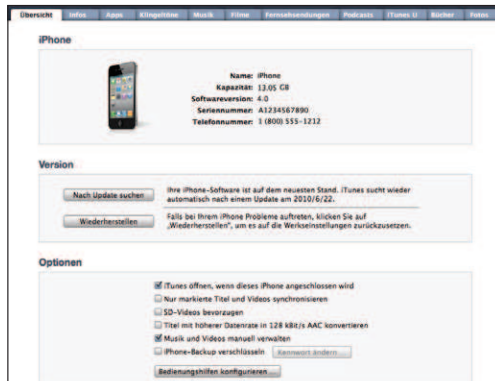 Übersicht Infos Apps Klingeltöne Musik Filme Fernsehsendungen Podcasts iTunes U Bücher Fotos
iPhone
Name: iPhone
Kapazität: 13,05 GB
Softwareversion: 4.0
Seriennummer: A1234567890
Telefonnummer: 1 (800) 555-1212
Version
Nach Update suchen
Ihre iPhone-Software ist auf dem neuesten Stand. iTunes sucht wieder
automatisch nach einem Update am 2010/6/22.
Wiederherstellen
Falls bei Ihrem iPhone Probleme auftreten, klicken Sie auf
„Wiederherstellen", um es auf die Werkseinstellungen zurückzusetzen.
Optionen
iTunes öffnen, wenn dieses iPhone angeschlossen wird
Nur markierte Titel und Videos synchronisieren
SD-Videos bevorzugen
Titel mit höherer Datenrate in 128 kBit/s AAC konvertieren
Musik und Videos manuell verwalten
iPhone-Backup verschlüsseln Kennwort ändern ...
Bedienungshilfen konfigurieren ...